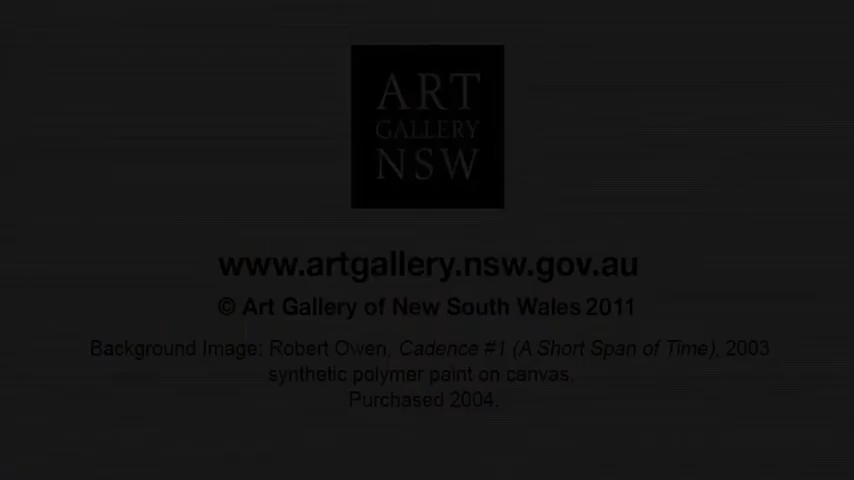 ART
GALLERY
NSW
www.artgallery.nsw.gov.au
© Art Gallery of New South Wales 2011
Background Image: Robert Owen, Cadence #1 (A Short Span of Time), 2003
synthetic polymer paint on canvas.
Purchased 2004.